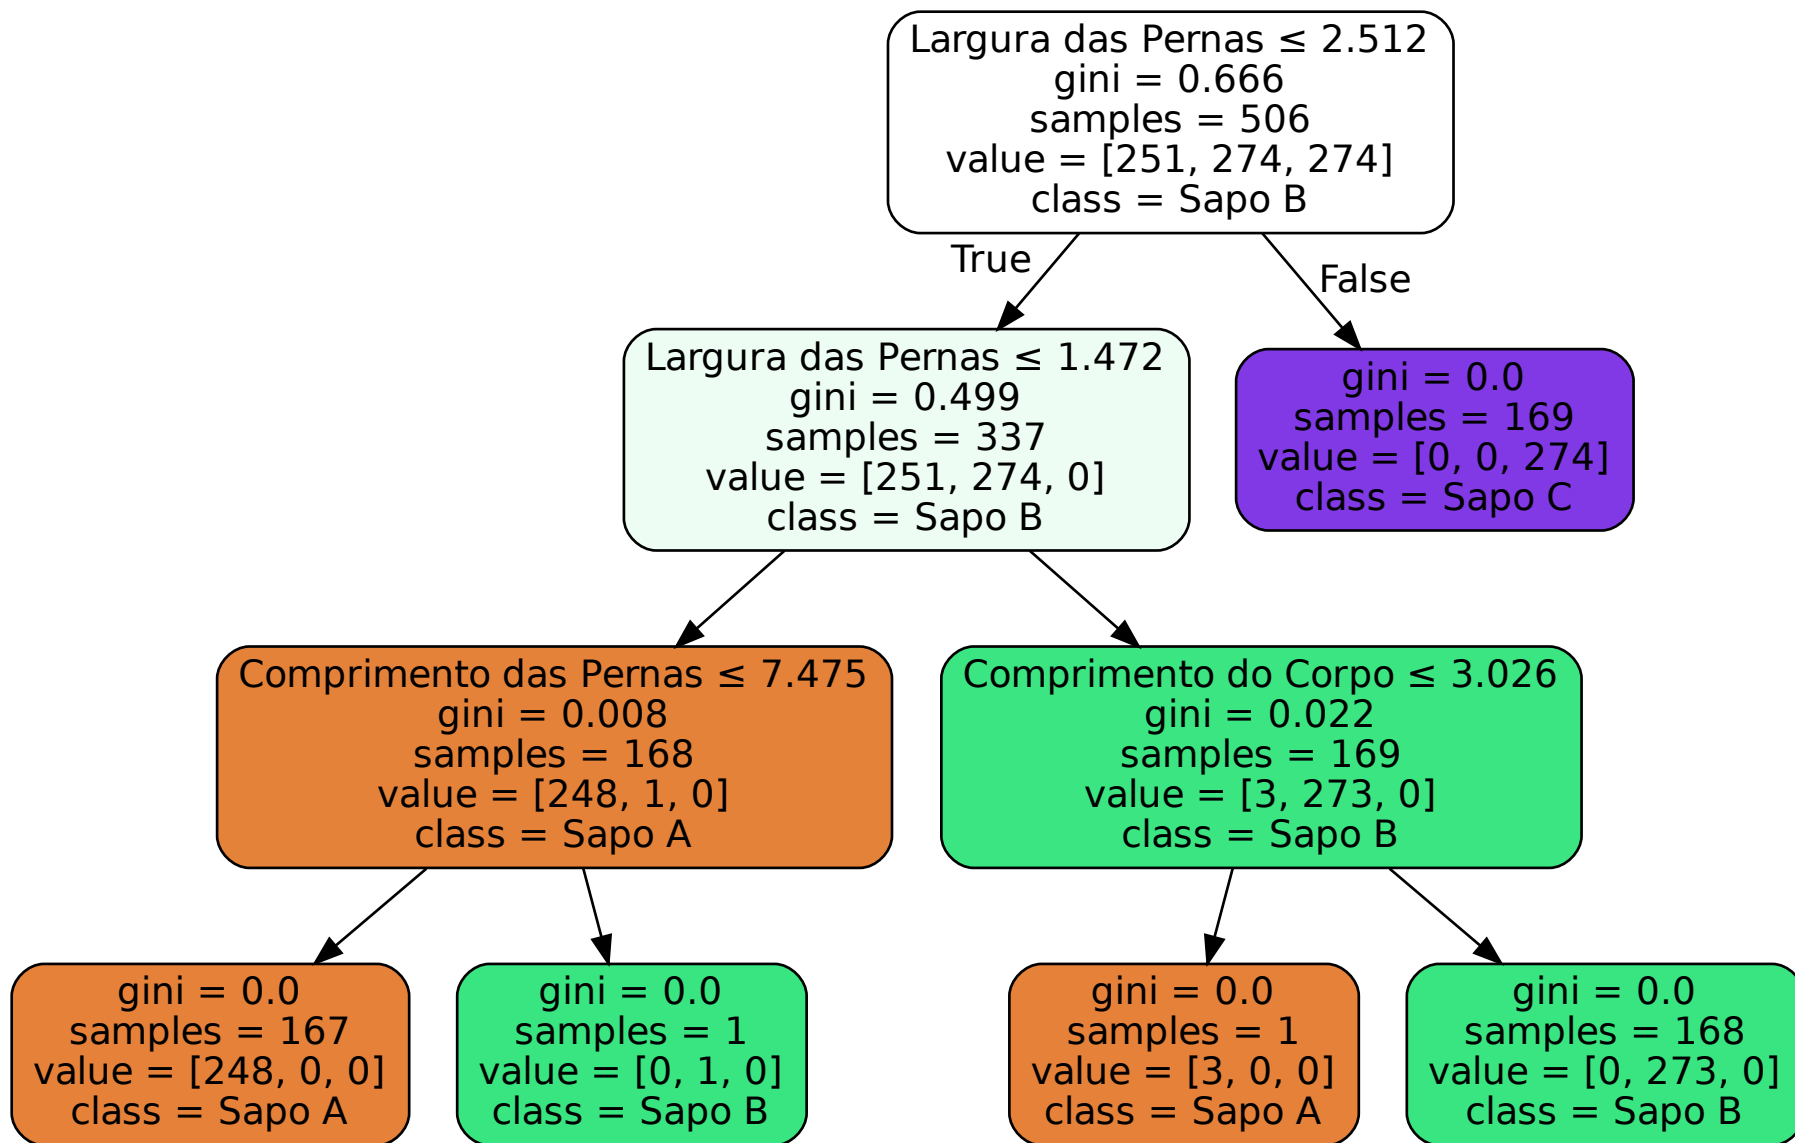 Largura das Pernas ≤ 2.512
gini = 0.666
samples = 506
value = [251, 274, 274]
class = Sapo B
True
False
Largura das Pernas ≤ 1.472
gini = 0.499
samples = 337
value = [251, 274, 0]
class = Sapo B
gini = 0.0
samples = 169
value = [0, 0, 274]
class = Sapo C
Comprimento das Pernas ≤ 7.475
gini = 0.008
samples = 168
value = [248, 1, 0]
class = Sapo A
Comprimento do Corpo ≤ 3.026
gini = 0.022
samples = 169
value = [3, 273, 0]
class = Sapo B
gini = 0.0
samples = 167
value = [248, 0, 0]
class = Sapo A
gini = 0.0
samples = 1
value = [0, 1, 0]
class = Sapo B
gini = 0.0
samples = 1
value = [3, 0, 0]
class = Sapo A
gini = 0.0
samples = 168
value = [0, 273, 0]
class = Sapo B